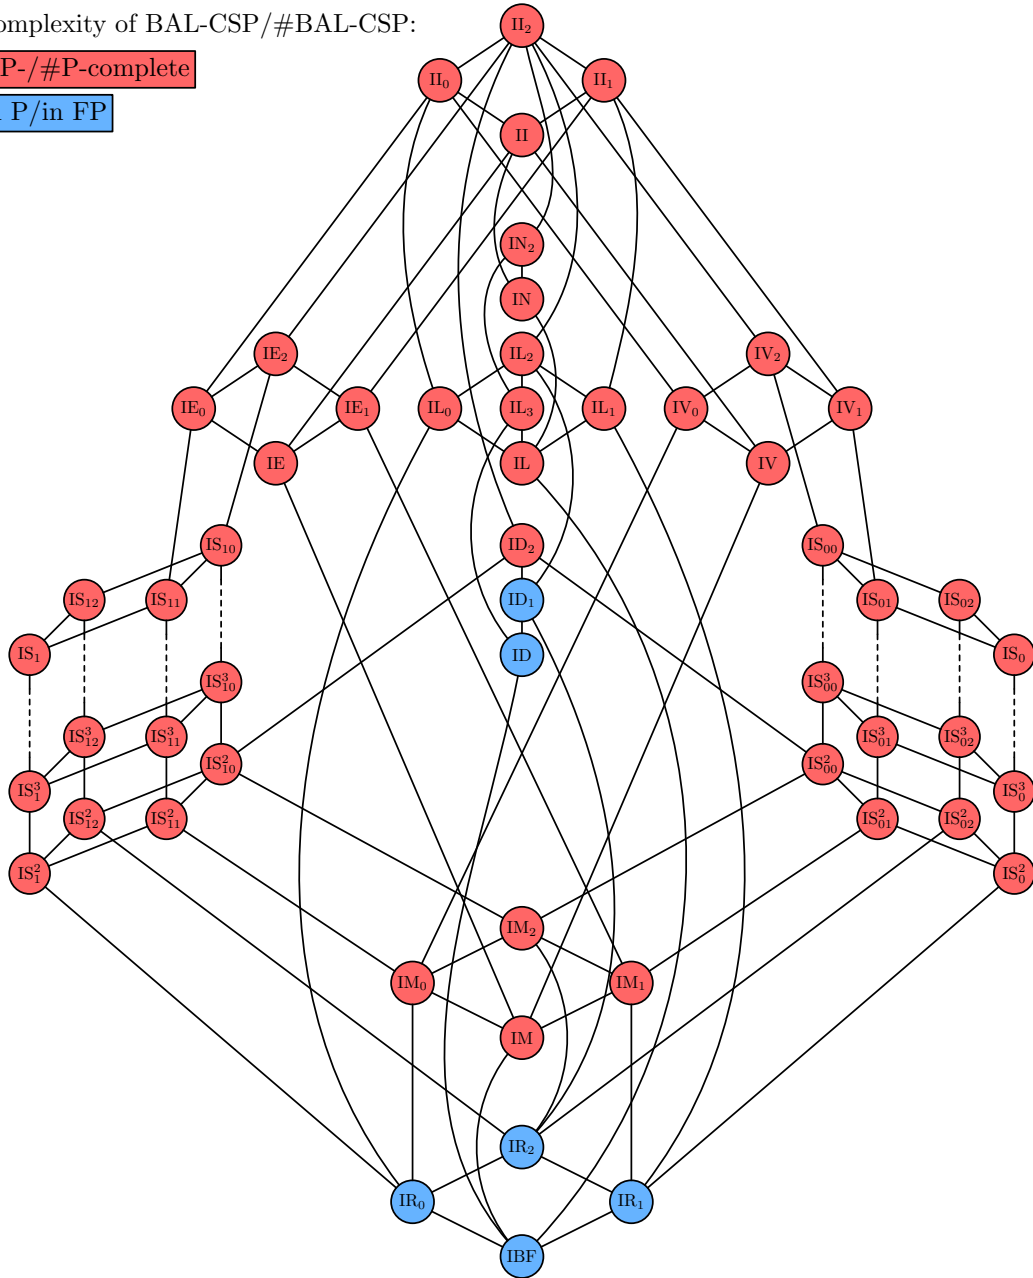 omplexity of BAL-CSP/#BAL-CSP:
P-/#P-complete
P/in FP
II₂
II₀ II₁
II
IN₂
IN
IE₂ IL₂ IV₂
IE₀ IE₁ IL₀ IL₃ IL₁ IV₀ IV₁
IE IL IV
IS₁₀ ID₂ IS₀₀
IS₁₂ IS₁₁ ID₁ IS₀₁ IS₀₂
IS₁ ID IS₀
IS³₁₀ IS³₀₀
IS³₁₂ IS³₁₁ IS³₀₁ IS³₀₂
IS²₁₀ IS²₀₀
IS³₁ IS³₀
IS²₁₂ IS²₁₁ IS²₀₁ IS²₀₂
IS²₁ IS²₀
IM₂
IM₀ IM₁
IM
IR₂
IR₀ IR₁
IBF